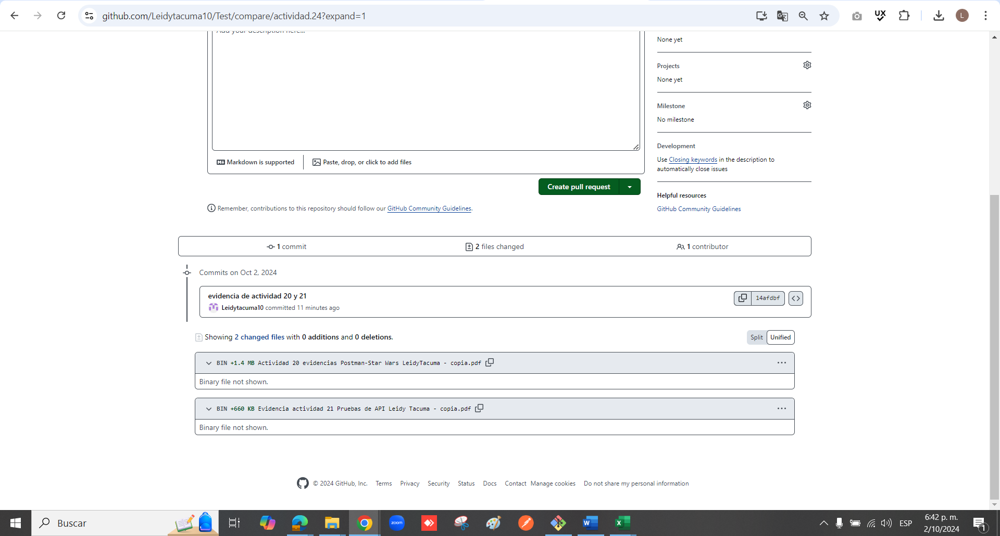 github.com/Leidytacuma10/Test/compare/actividad.24?expand=1
L
Add your description here...
None yet
Projects
None yet
Milestone
No milestone
Development
Use Closing keywords in the description to
automatically close issues
Markdown is supported
Paste, drop, or click to add files
Create pull request
Helpful resources
GitHub Community Guidelines
Remember, contributions to this repository should follow our GitHub Community Guidelines.
1 commit
2 files changed
1 contributor
Commits on Oct 2, 2024
evidencia de actividad 20 y 21
Leidytacuma10 committed 11 minutes ago
14afdbf
Showing 2 changed files with 0 additions and 0 deletions.
Split
Unified
BIN +1.4 MB Actividad 20 evidencias Postman-Star Wars LeidyTacuma - copia.pdf
Binary file not shown.
BIN +660 KB Evidencia actividad 21 Pruebas de API Leidy Tacuma - copia.pdf
Binary file not shown.
© 2024 GitHub, Inc. Terms Privacy Security Status Docs Contact Manage cookies Do not share my personal information
Buscar
zoom
ESP
6:42 p. m.
2/10/2024
1